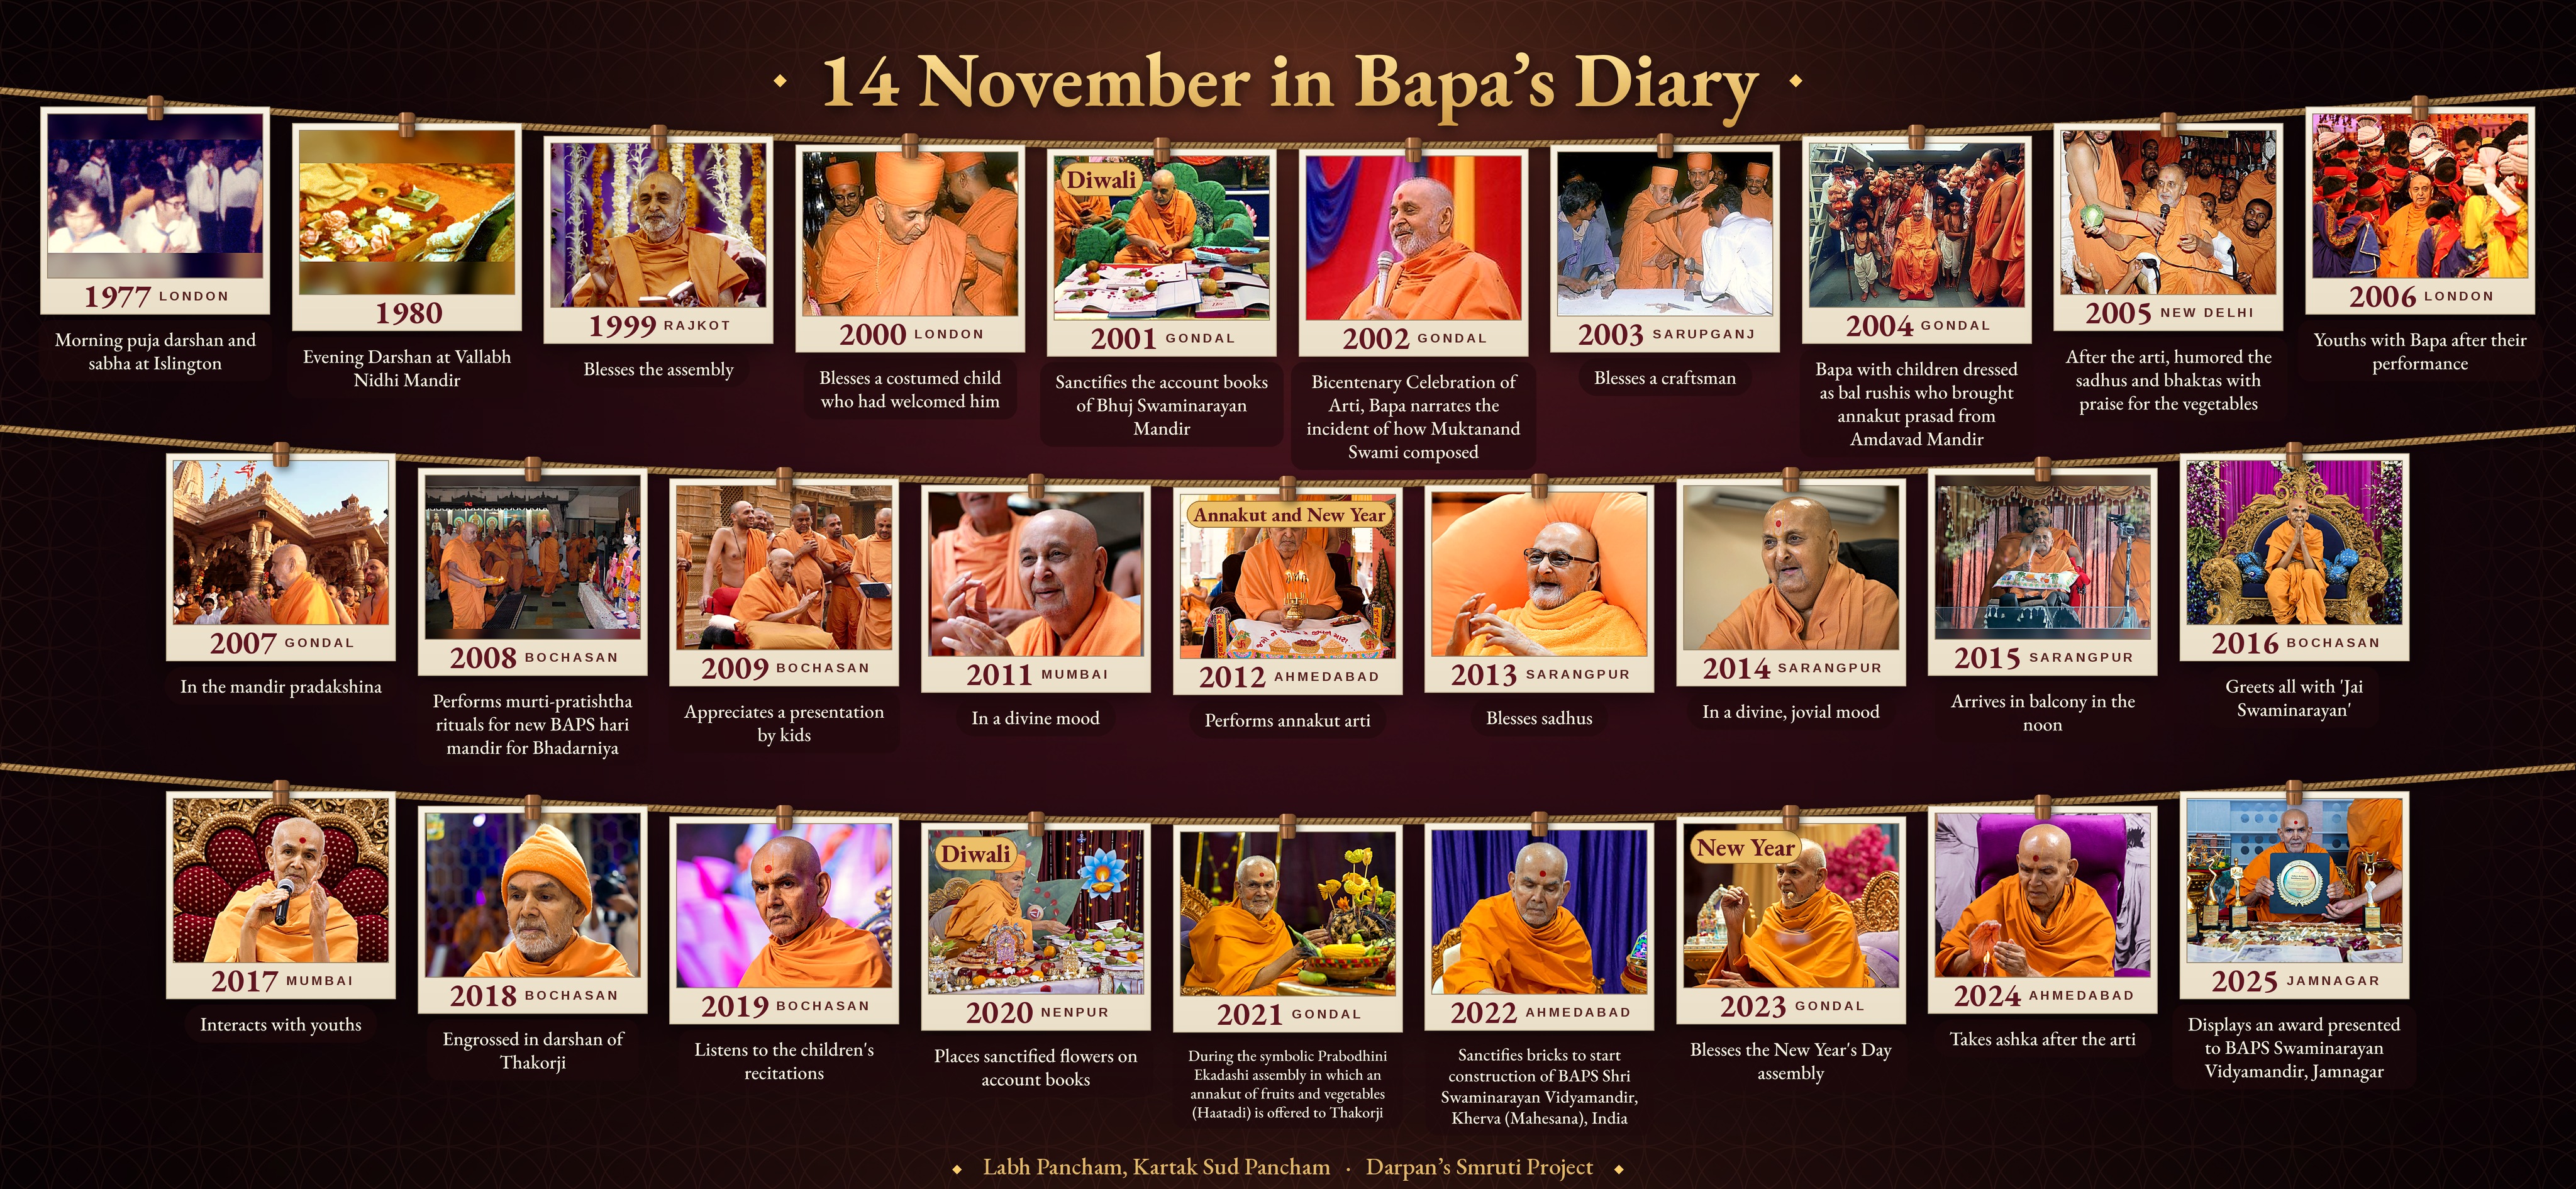 14 November in Bapa's Diary
1977 LONDON
Morning puja darshan and
sabha at Islington
1980
Evening Darshan at Vallabh
Nidhi Mandir
1999 RAJKOT
Blesses the assembly
2000 LONDON
Blesses a costumed child
who had welcomed him
Diwali
2001 GONDAL
Sanctifies the account books
of Bhuj Swaminarayan
Mandir
2002 GONDAL
Bicentenary Celebration of
Arti, Bapa narrates the
incident of how Muktanand
Swami composed
2003 SARUPGANJ
Blesses a craftsman
2004 GONDAL
Bapa with children dressed
as bal rushis who brought
annakut prasad from
Amdavad Mandir
2005 NEW DELHI
After the arti, humored the
sadhus and bhaktas with
praise for the vegetables
2006 LONDON
Youths with Bapa after their
performance
2007 GONDAL
In the mandir pradakshina
2008 BOCHASAN
Performs murti-pratishtha
rituals for new BAPS hari
mandir for Bhadarniya
2009 BOCHASAN
Appreciates a presentation
by kids
2011 MUMBAI
In a divine mood
Annakut and New Year
2012 AHMEDABAD
Performs annakut arti
2013 SARANGPUR
Blesses sadhus
2014 SARANGPUR
In a divine, jovial mood
2015 SARANGPUR
Arrives in balcony in the
noon
2016 BOCHASAN
Greets all with 'Jai
Swaminarayan'
2017 MUMBAI
Interacts with youths
2018 BOCHASAN
Engrossed in darshan of
Thakorji
2019 BOCHASAN
Listens to the children's
recitations
Diwali
2020 NENPUR
Places sanctified flowers on
account books
2021 GONDAL
During the symbolic Prabodhini
Ekadashi assembly in which an
annakut of fruits and vegetables
(Haatadi) is offered to Thakorji
2022 AHMEDABAD
Sanctifies bricks to start
construction of BAPS Shri
Swaminarayan Vidyamandir,
Kherva (Mahesana), India
New Year
2023 GONDAL
Blesses the New Year's Day
assembly
2024 AHMEDABAD
Takes ashka after the arti
2025 JAMNAGAR
Displays an award presented
to BAPS Swaminarayan
Vidyamandir, Jamnagar
Labh Pancham, Kartak Sud Pancham · Darpan's Smruti Project